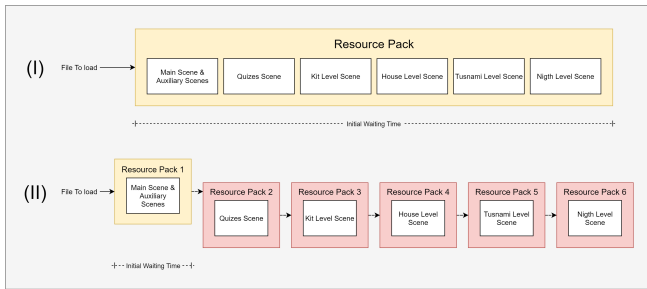 Resource Pack
(I)
File To load
Main Scene &
Auxiliary Scenes
Quizes Scene
Kit Level Scene
House Level Scene
Tusnami Level Scene
Nigth Level Scene
Initial Waiting Time
Resource Pack 1
(II)
File To load
Main Scene &
Auxiliary
Scenes
Resource Pack 2
Quizes Scene
Resource Pack 3
Kit Level Scene
Resource Pack 4
House Level
Scene
Resource Pack 5
Tusnami Level
Scene
Resource Pack 6
Nigth Level
Scene
Initial Waiting Time